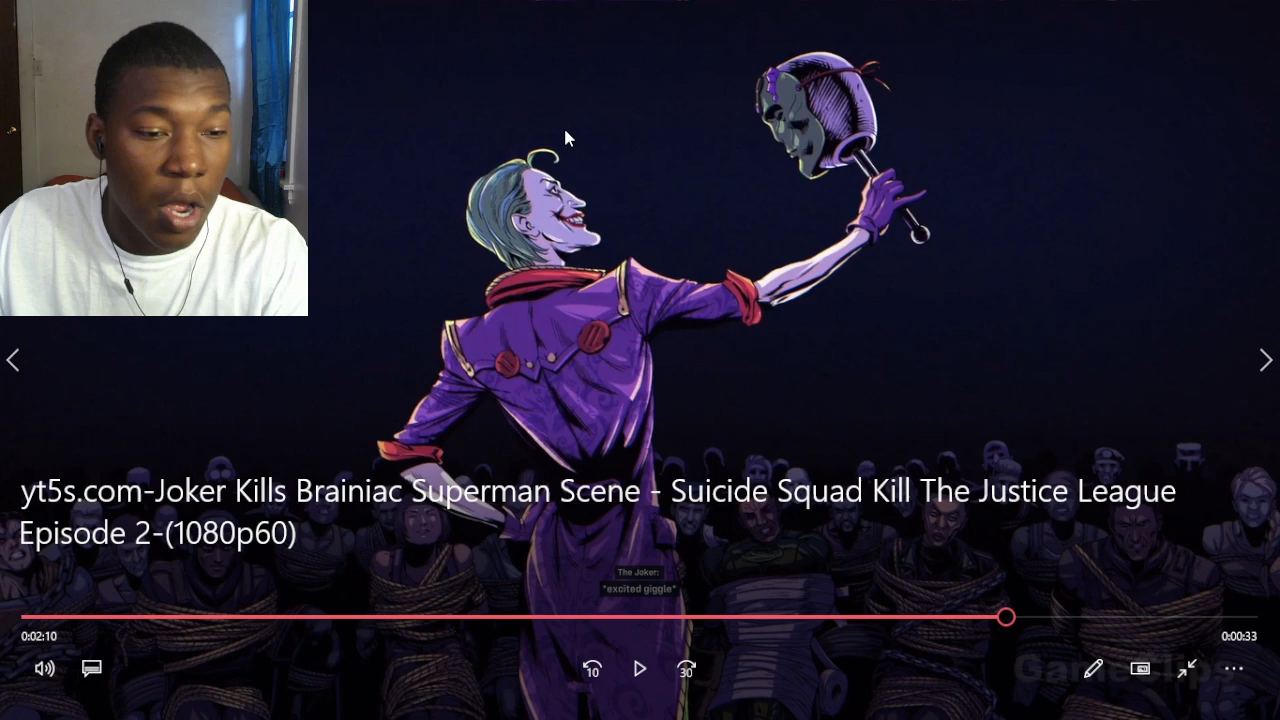 yt5s.com-Joker Kills Brainiac Superman Scene - Suicide Squad Kill The Justice League
Episode 2-(1080p60)
The Joker:
*excited giggle*
0:02:10
0:00:33
10
30
GameClips